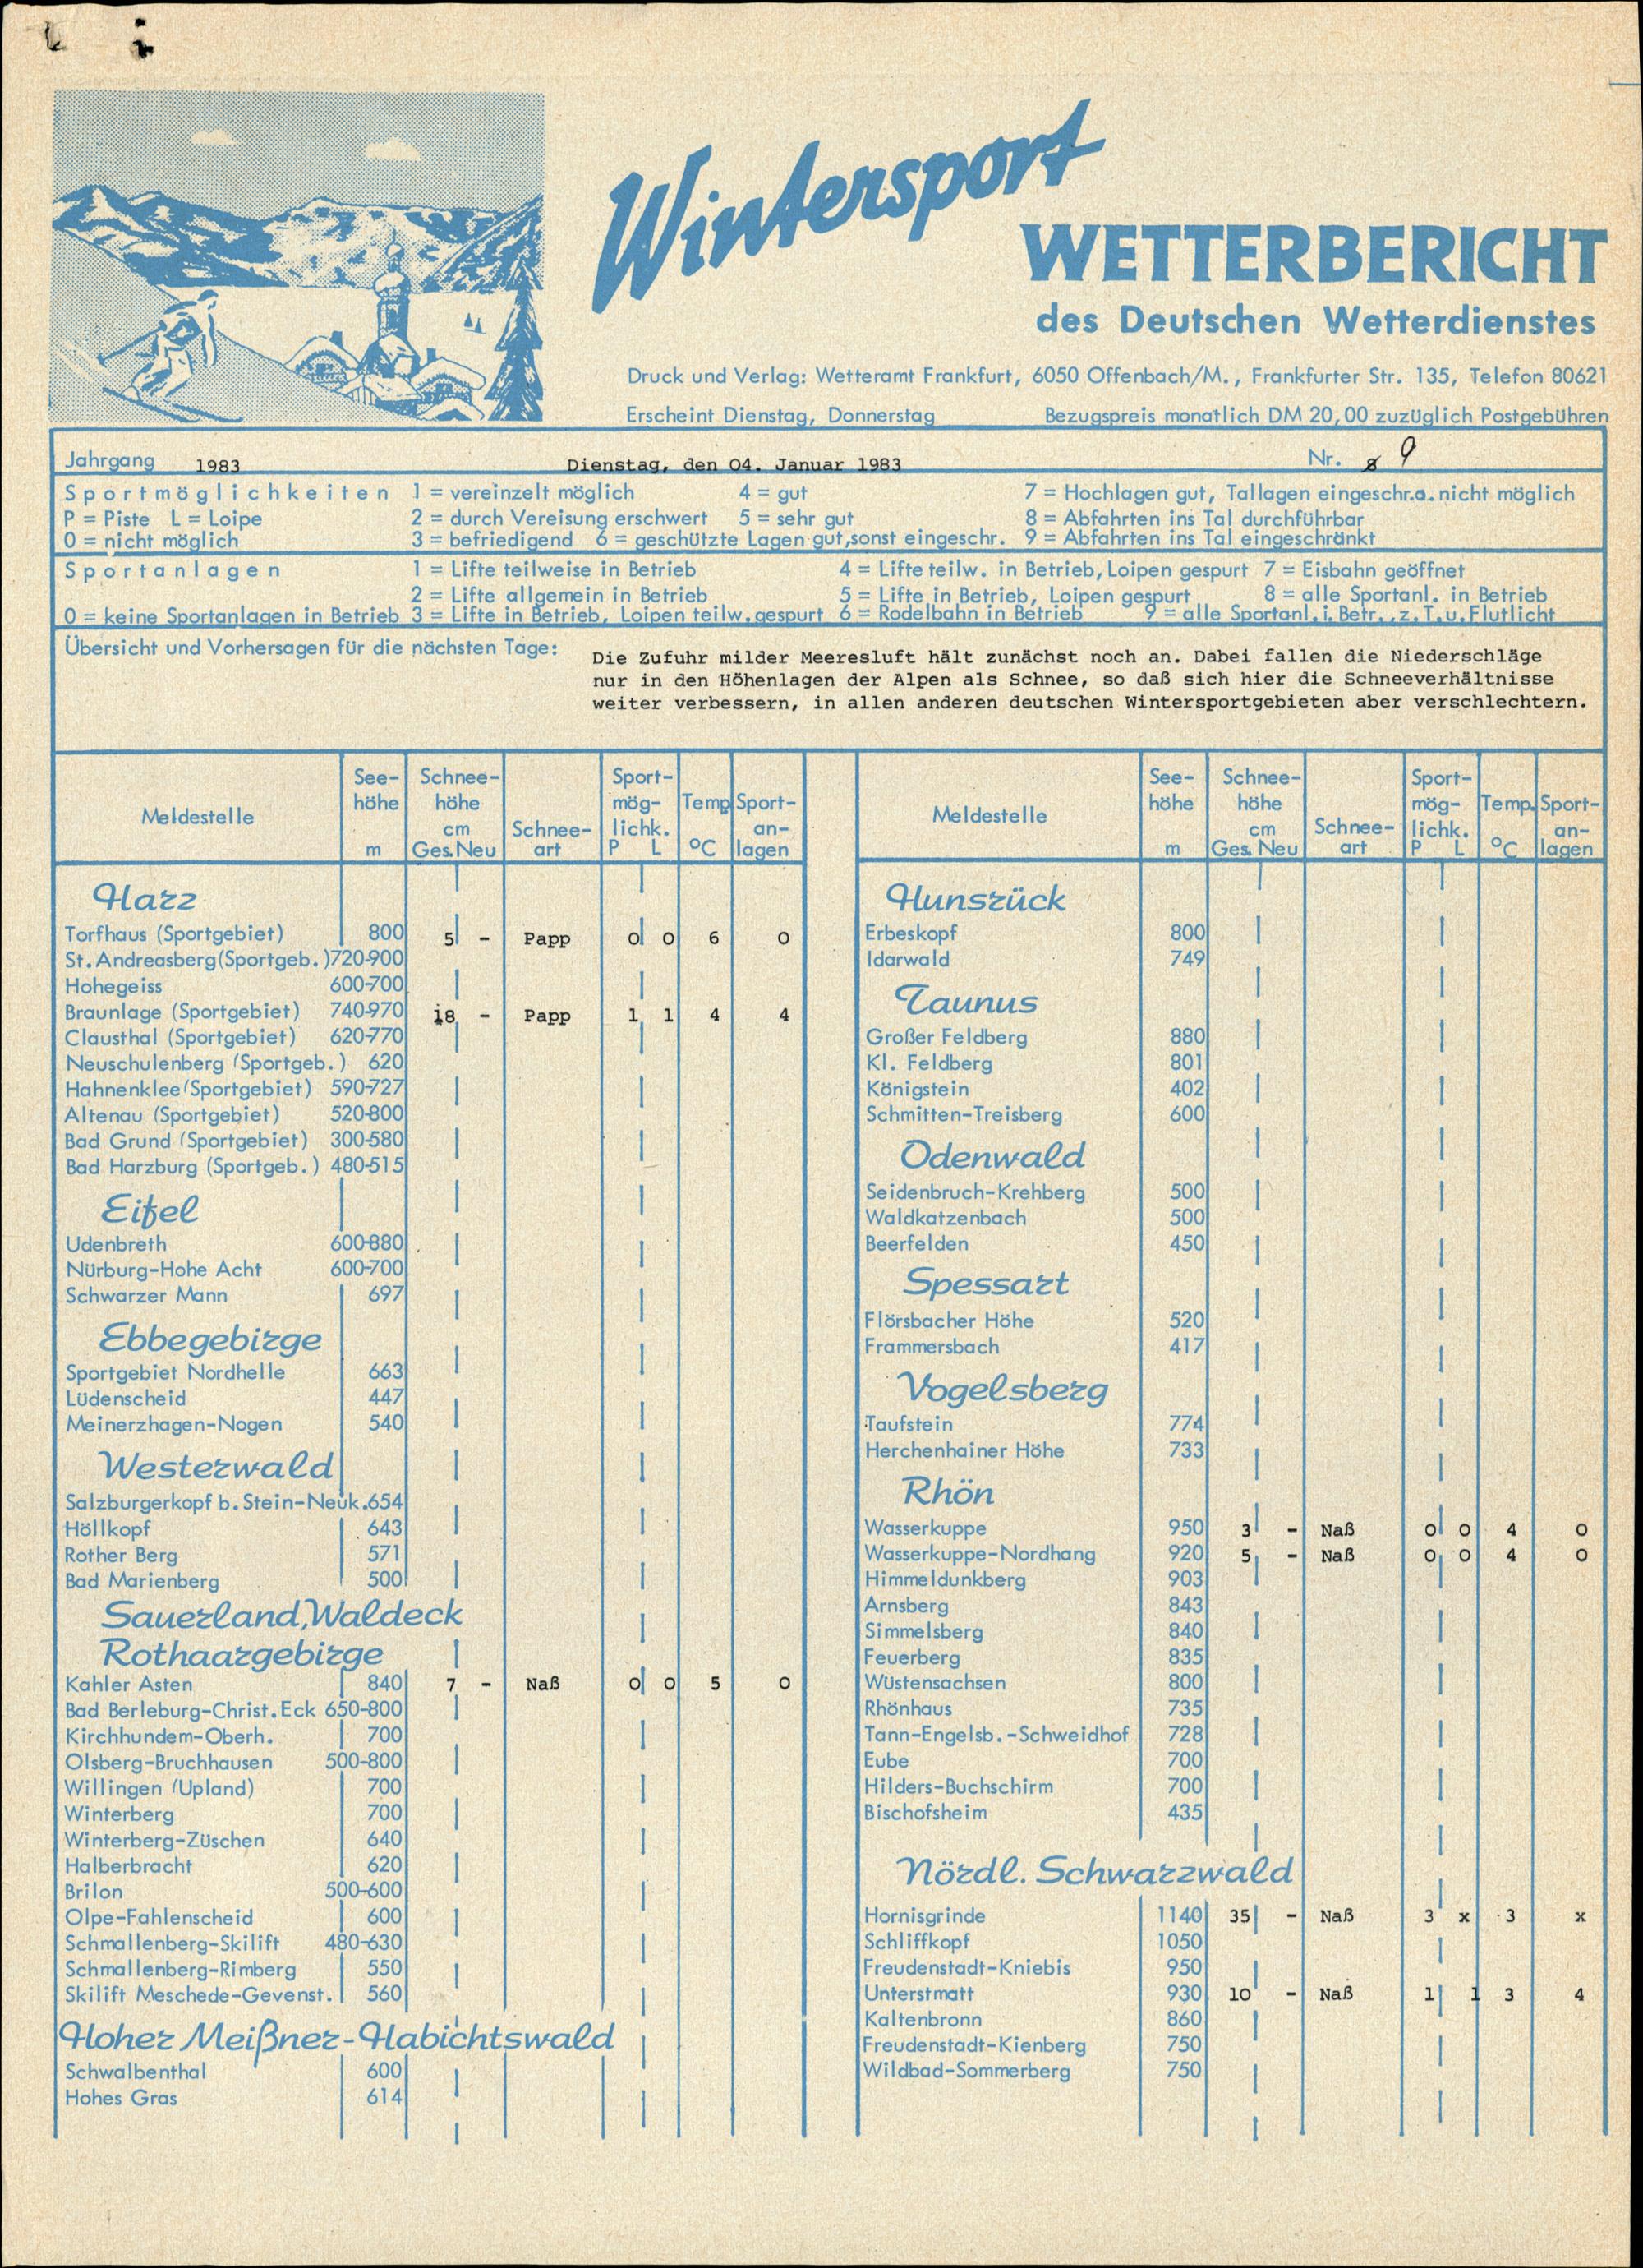 Wintersport
WETTERBERICHT
des Deutschen Wetterdienstes
Druck und Verlag: Wetteramt Frankfurt, 6050 Offenbach/M., Frankfurter Str. 135, Telefon 80621
Erscheint Dienstag, Donnerstag Bezugspreis monatlich DM 20,00 zuzüglich Postgebühren
Jahrgang 1983 Dienstag, den 04. Januar 1983 Nr. 8 9
Sportmöglichkeiten 1 = vereinzelt möglich 4 = gut 7 = Hochlagen gut, Tallagen eingeschr.o. nicht möglich
P = Piste L = Loipe 2 = durch Vereisung erschwert 5 = sehr gut 8 = Abfahrten ins Tal durchführbar
0 = nicht möglich 3 = befriedigend 6 = geschützte Lagen gut,sonst eingeschr. 9 = Abfahrten ins Tal eingeschränkt
Sportanlagen 1 = Lifte teilweise in Betrieb 4 = Lifte teilw. in Betrieb, Loipen gespurt 7 = Eisbahn geöffnet
2 = Lifte allgemein in Betrieb 5 = Lifte in Betrieb, Loipen gespurt 8 = alle Sportanl. in Betrieb
0 = keine Sportanlagen in Betrieb 3 = Lifte in Betrieb, Loipen teilw.gespurt 6 = Rodelbahn in Betrieb 9 = alle Sportanl.i.Betr.,z.T.u.Flutlicht
Übersicht und Vorhersagen für die nächsten Tage:
Die Zufuhr milder Meeresluft hält zunächst noch an. Dabei fallen die Niederschläge
nur in den Höhenlagen der Alpen als Schnee, so daß sich hier die Schneeverhältnisse
weiter verbessern, in allen anderen deutschen Wintersportgebieten aber verschlechtern.
Meldestelle
See-
höhe
m
Schnee-
höhe
cm
Ges. Neu
Schnee-
art
Sport-
mög-
lichk.
P L
Temp.
°C
Sport-
an-
lagen
Harz
Torfhaus (Sportgebiet) 800 5 - Papp 0 0 6 0
St.Andreasberg(Sportgeb.)720-900
Hohegeiss 600-700
Braunlage (Sportgebiet) 740-970 18 - Papp 1 1 4 4
Clausthal (Sportgebiet) 620-770
Neuschulenberg (Sportgeb.) 620
Hahnenklee (Sportgebiet) 590-727
Altenau (Sportgebiet) 520-800
Bad Grund (Sportgebiet) 300-580
Bad Harzburg (Sportgeb.) 480-515
Eifel
Udenbreth 600-880
Nürburg-Hohe Acht 600-700
Schwarzer Mann 697
Ebbegebirge
Sportgebiet Nordhelle 663
Lüdenscheid 447
Meinerzhagen-Nogen 540
Westerwald
Salzburgerkopf b.Stein-Neuk.654
Höllkopf 643
Rother Berg 571
Bad Marienberg 500
Sauerland,Waldeck
Rothaargebirge
Kahler Asten 840 7 - Naß 0 0 5 0
Bad Berleburg-Christ.Eck 650-800
Kirchhundem-Oberh. 700
Olsberg-Bruchhausen 500-800
Willingen (Upland) 700
Winterberg 700
Winterberg-Züschen 640
Halberbracht 620
Brilon 500-600
Olpe-Fahlenscheid 600
Schmallenberg-Skilift 480-630
Schmallenberg-Rimberg 550
Skilift Meschede-Gevenst. 560
Hoher Meißner-Habichtswald
Schwalbenthal 600
Hohes Gras 614
Meldestelle
See-
höhe
m
Schnee-
höhe
cm
Ges. Neu
Schnee-
art
Sport-
mög-
lichk.
P L
Temp.
°C
Sport-
an-
lagen
Hunsrück
Erbeskopf 800
Idarwald 749
Taunus
Großer Feldberg 880
Kl. Feldberg 801
Königstein 402
Schmitten-Treisberg 600
Odenwald
Seidenbruch-Krehberg 500
Waldkatzenbach 500
Beerfelden 450
Spessart
Flörsbacher Höhe 520
Frammersbach 417
Vogelsberg
Taufstein 774
Herchenhainer Höhe 733
Rhön
Wasserkuppe 950 3 - Naß 0 0 4 0
Wasserkuppe-Nordhang 920 5 - Naß 0 0 4 0
Himmeldunkberg 903
Arnsberg 843
Simmelsberg 840
Feuerberg 835
Wüstensachsen 800
Rhönhaus 735
Tann-Engelsb.-Schweidhof 728
Eube 700
Hilders-Buchschirm 700
Bischofsheim 435
Nördl. Schwarzwald
Hornisgrinde 1140 35 - Naß 3 x 3 x
Schliffkopf 1050
Freudenstadt-Kniebis 950
Unterstmatt 930 10 - Naß 1 1 3 4
Kaltenbronn 860
Freudenstadt-Kienberg 750
Wildbad-Sommerberg 750